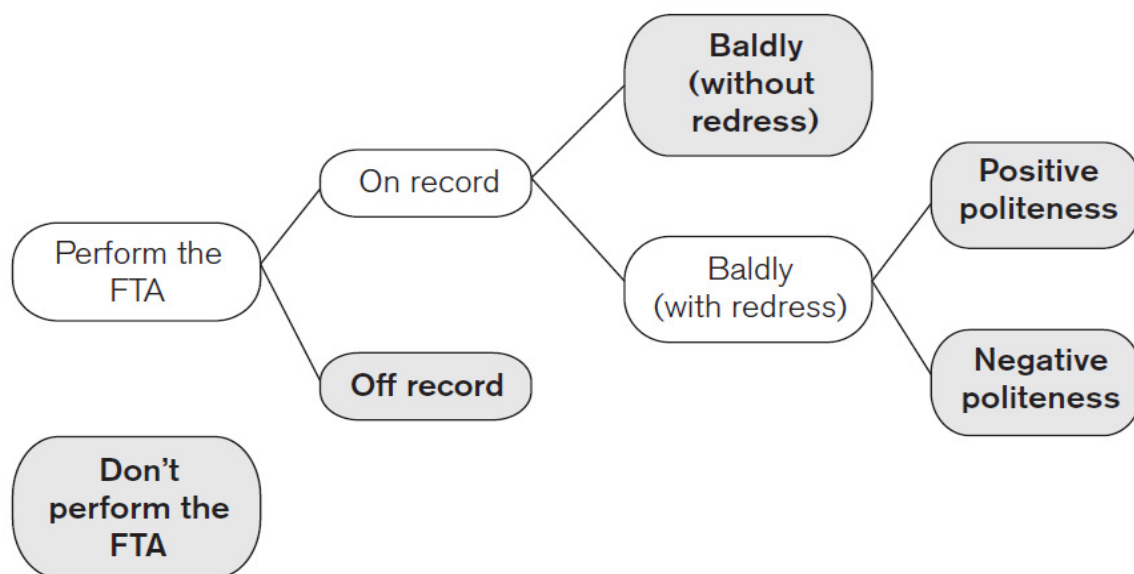 Baldly
(without
redress)
On record
Positive
politeness
Perform the
FTA
Baldly
(with redress)
Off record
Negative
politeness
Don't
perform the
FTA